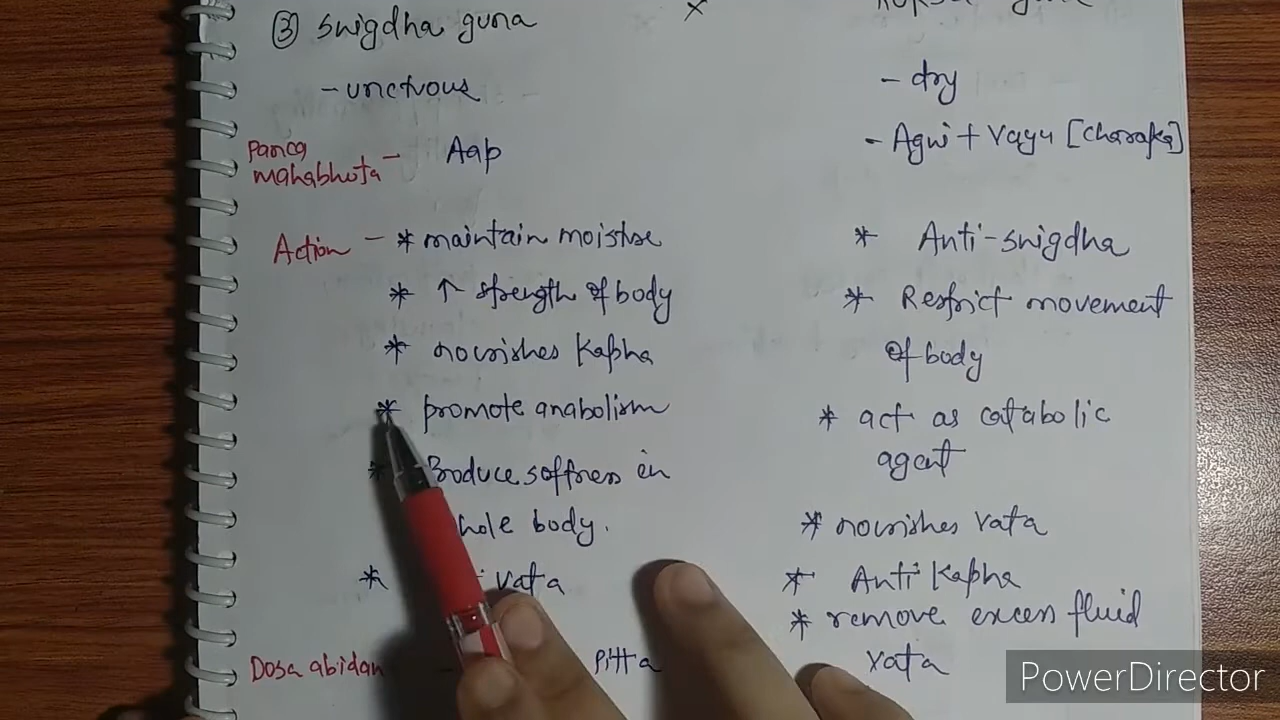 ③ snigdha guna ×
- unctuous - dry
Panca mahabhuta - Aap - Agni + Vayu [Charaka]
Action - * maintain moisture * Anti-snigdha
* ↑ strength of body * Restrict movement
* nourishes Kapha of body
* promote anabolism * act as catabolic
* Produce softness in agent
hole body. * nourishes Vata
* vata * Anti Kapha
* remove excess fluid
Dosa abidan - Pitta vata
PowerDirector